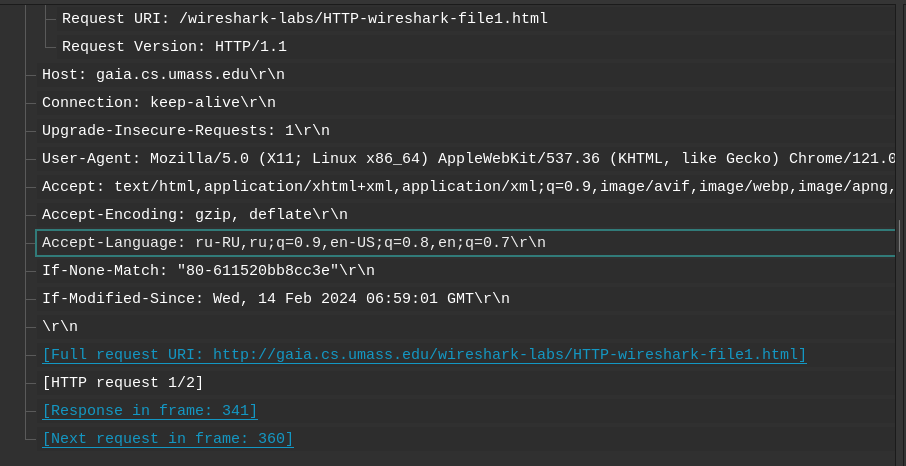 Request URI: /wireshark-labs/HTTP-wireshark-file1.html
Request Version: HTTP/1.1
Host: gaia.cs.umass.edu\r\n
Connection: keep-alive\r\n
Upgrade-Insecure-Requests: 1\r\n
User-Agent: Mozilla/5.0 (X11; Linux x86_64) AppleWebKit/537.36 (KHTML, like Gecko) Chrome/121.0
Accept: text/html,application/xhtml+xml,application/xml;q=0.9,image/avif,image/webp,image/apng,
Accept-Encoding: gzip, deflate\r\n
Accept-Language: ru-RU,ru;q=0.9,en-US;q=0.8,en;q=0.7\r\n
If-None-Match: "80-611520bb8cc3e"\r\n
If-Modified-Since: Wed, 14 Feb 2024 06:59:01 GMT\r\n
\r\n
[Full request URI: http://gaia.cs.umass.edu/wireshark-labs/HTTP-wireshark-file1.html]
[HTTP request 1/2]
[Response in frame: 341]
[Next request in frame: 360]